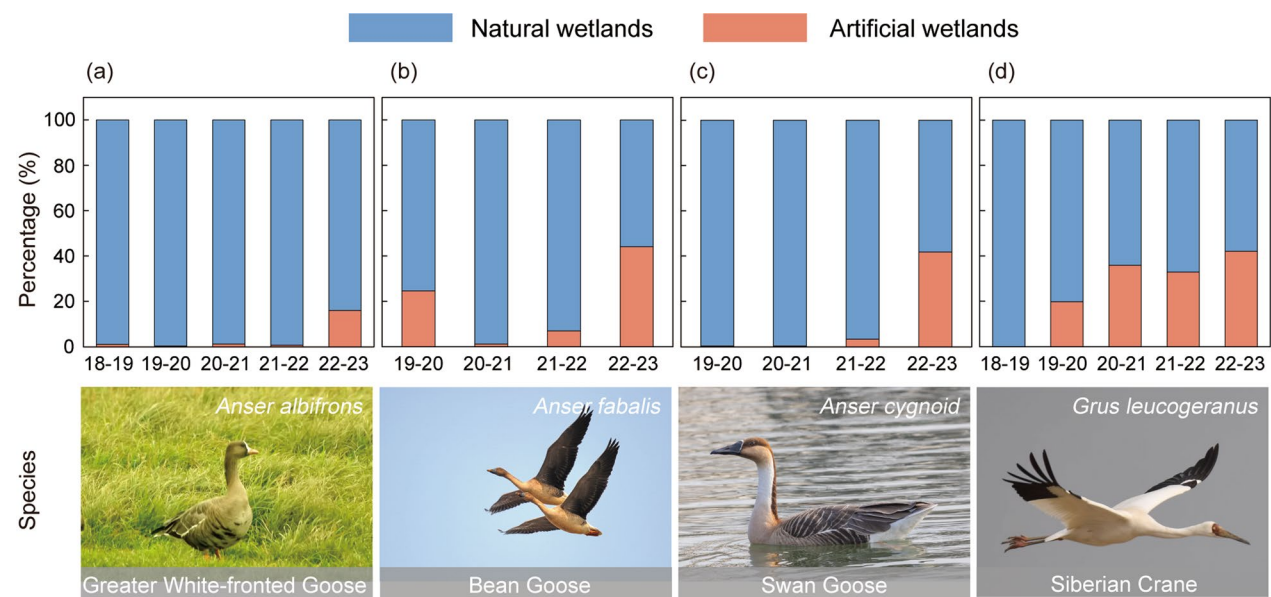 Natural wetlands
Artificial wetlands
(a)
(b)
(c)
(d)
Percentage (%)
100
80
60
40
20
0
18-19
19-20
20-21
21-22
22-23
19-20
20-21
21-22
22-23
19-20
20-21
21-22
22-23
18-19
19-20
20-21
21-22
22-23
Species
Anser albifrons
Anser fabalis
Anser cygnoid
Grus leucogeranus
Greater White-fronted Goose
Bean Goose
Swan Goose
Siberian Crane